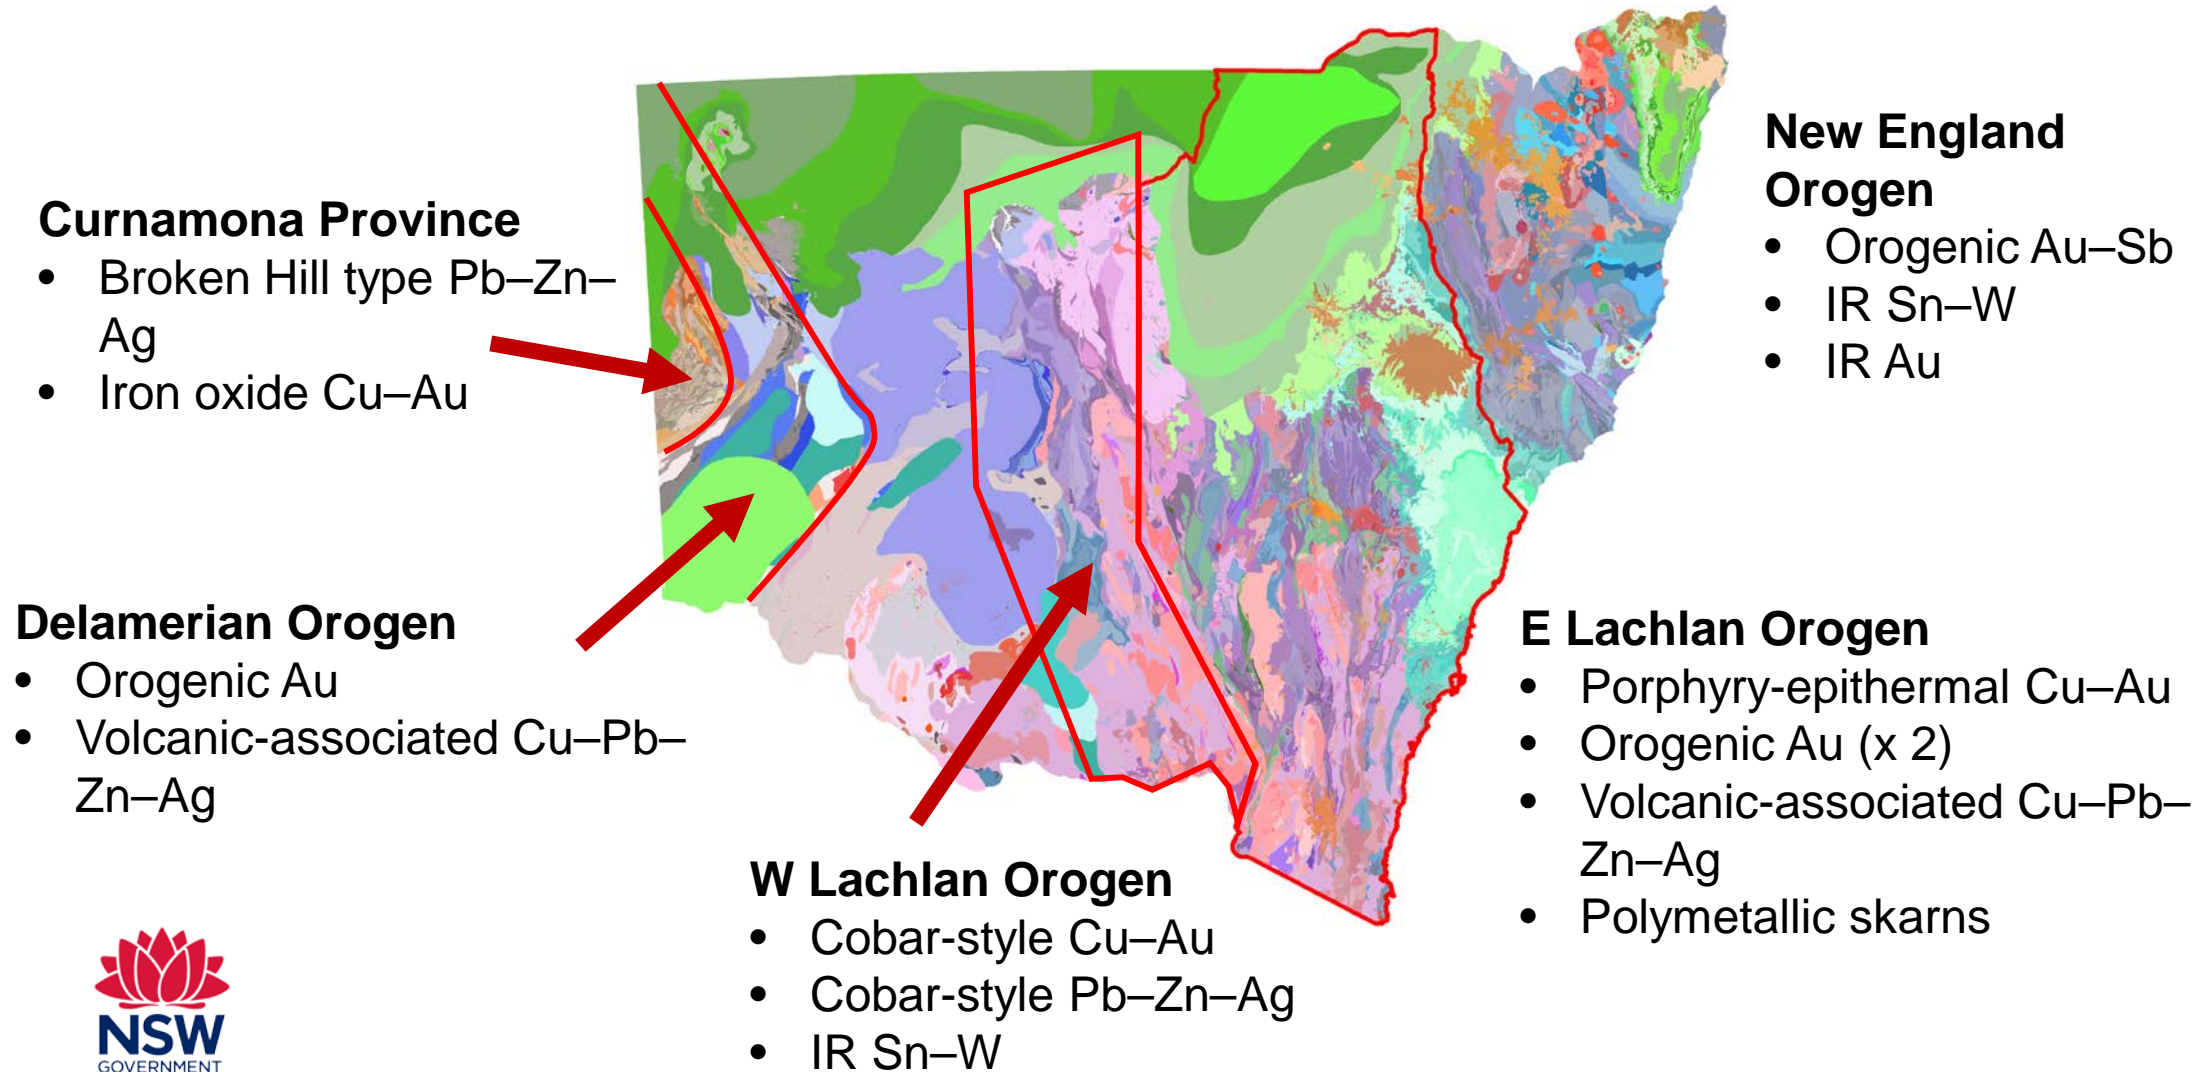 Curnamona Province
• Broken Hill type Pb–Zn–
Ag
• Iron oxide Cu–Au
Delamerian Orogen
• Orogenic Au
• Volcanic-associated Cu–Pb–
Zn–Ag
W Lachlan Orogen
• Cobar-style Cu–Au
• Cobar-style Pb–Zn–Ag
• IR Sn–W
New England
Orogen
• Orogenic Au–Sb
• IR Sn–W
• IR Au
E Lachlan Orogen
• Porphyry-epithermal Cu–Au
• Orogenic Au (x 2)
• Volcanic-associated Cu–Pb–
Zn–Ag
• Polymetallic skarns
NSW
GOVERNMENT